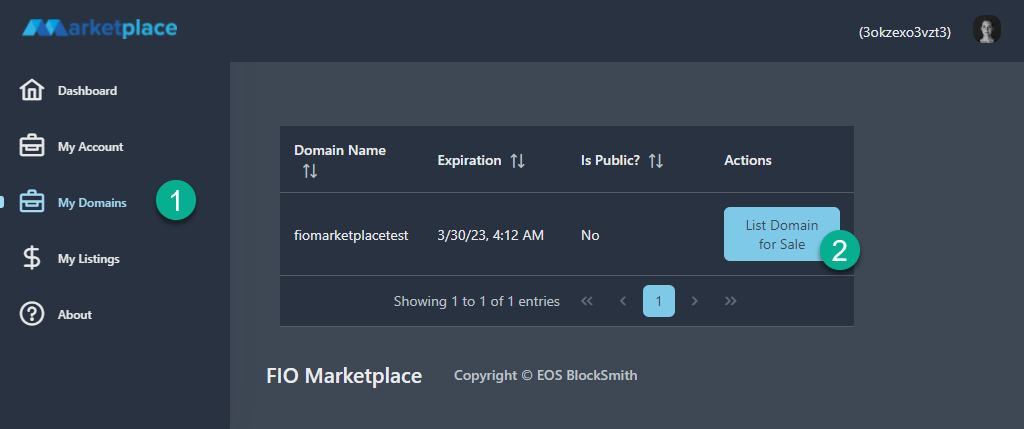 Marketplace
(3okzexo3vzt3)
Dashboard
My Account
My Domains
1
My Listings
About
Domain Name
Expiration
Is Public?
Actions
fiomarketplacetest
3/30/23, 4:12 AM
No
List Domain
for Sale
2
Showing 1 to 1 of 1 entries
1
FIO Marketplace
Copyright © EOS BlockSmith